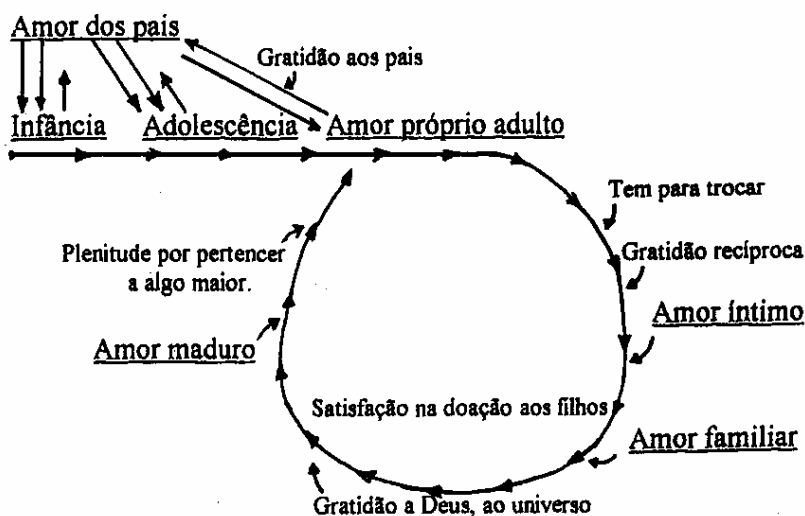 Amor dos pais
Gratidão aos pais
Infância
Adolescência
Amor próprio adulto
Tem para trocar
Gratidão recíproca
Amor íntimo
Plenitude por pertencer
a algo maior.
Amor maduro
Satisfação na doação aos filhos
Amor familiar
Gratidão a Deus, ao universo